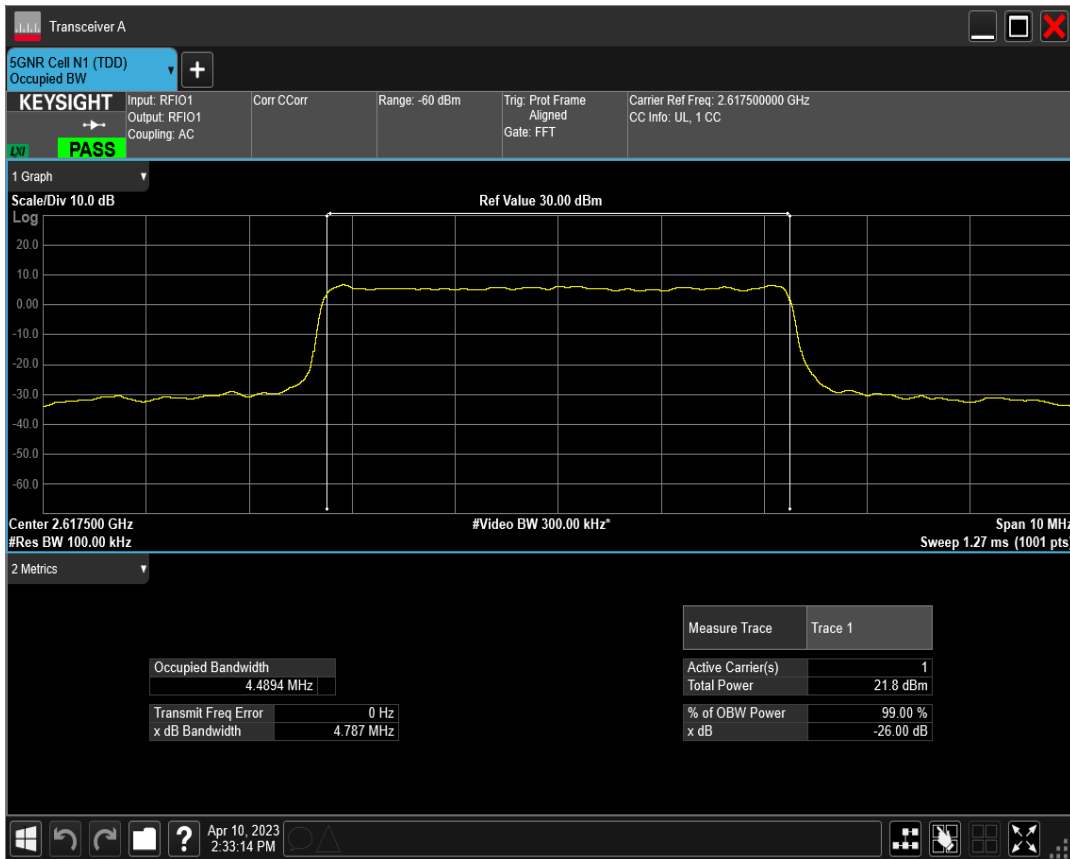 Transceiver A
5GNR Cell N1 (TDD)
Occupied BW
+
KEYSIGHT
LXI
PASS
Input: RFIO1
Output: RFIO1
Coupling: AC
Corr CCorr
Range: -60 dBm
Trig: Prot Frame
Aligned
Gate: FFT
Carrier Ref Freq: 2.617500000 GHz
CC Info: UL, 1 CC
1 Graph
Scale/Div 10.0 dB
Ref Value 30.00 dBm
Log
20.0
10.0
0.00
-10.0
-20.0
-30.0
-40.0
-50.0
-60.0
Center 2.617500 GHz
#Video BW 300.00 kHz*
Span 10 MHz
#Res BW 100.00 kHz
Sweep 1.27 ms (1001 pts)
2 Metrics
Measure Trace Trace 1
Occupied Bandwidth
4.4894 MHz
Transmit Freq Error 0 Hz
x dB Bandwidth 4.787 MHz
Active Carrier(s) 1
Total Power 21.8 dBm
% of OBW Power 99.00 %
x dB -26.00 dB
?
Apr 10, 2023
2:33:14 PM